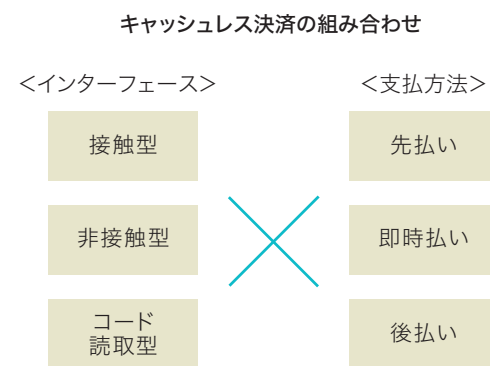 キャッシュレス決済の組み合わせ
＜インターフェース＞
＜支払方法＞
接触型
先払い
非接触型
即時払い
コード
読取型
後払い